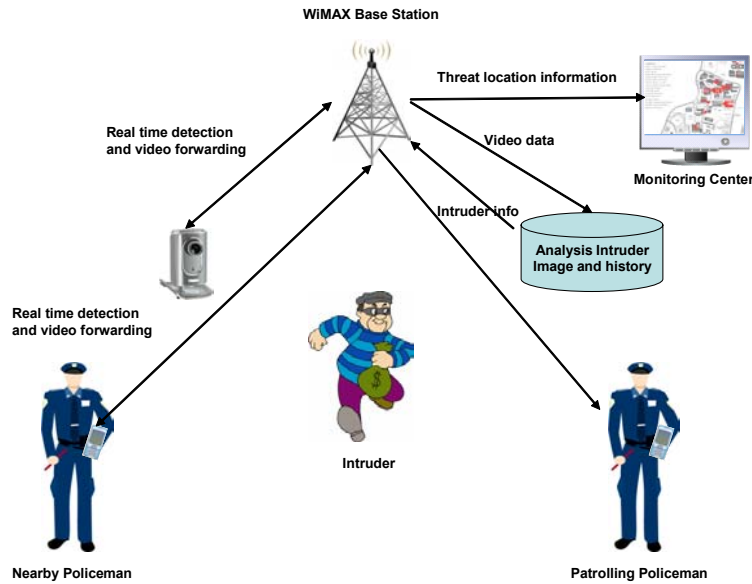 WiMAX Base Station
Threat location information
Real time detection
and video forwarding
Video data
Monitoring Center
Intruder info
Analysis Intruder
Image and history
Real time detection
and video forwarding
$
Intruder
Nearby Policeman
Patrolling Policeman